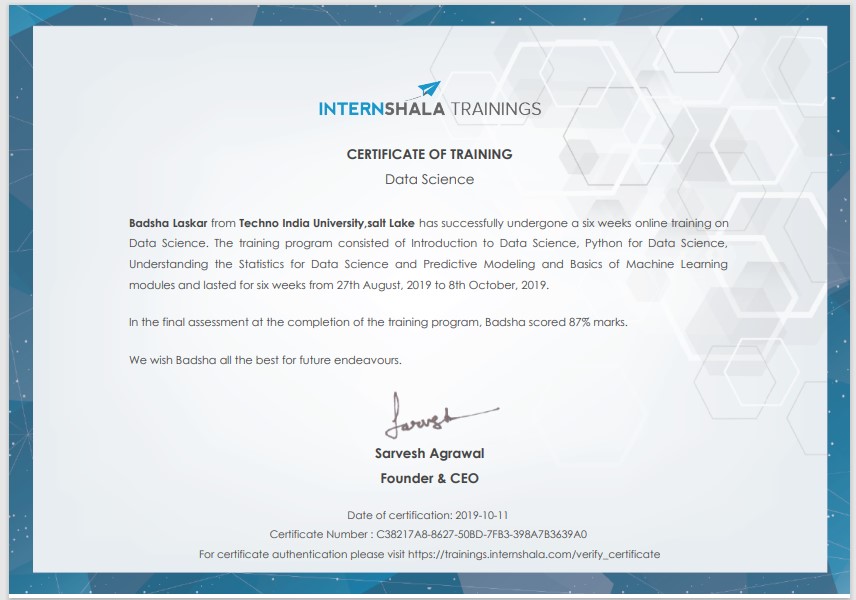 INTERNSHALA TRAININGS
CERTIFICATE OF TRAINING
Data Science
Badsha Laskar from Techno India University,salt Lake has successfully undergone a six weeks online training on
Data Science. The training program consisted of Introduction to Data Science, Python for Data Science,
Understanding the Statistics for Data Science and Predictive Modeling and Basics of Machine Learning
modules and lasted for six weeks from 27th August, 2019 to 8th October, 2019.
In the final assessment at the completion of the training program, Badsha scored 87% marks.
We wish Badsha all the best for future endeavours.
Sarvesh
Sarvesh Agrawal
Founder & CEO
Date of certification: 2019-10-11
Certificate Number : C38217A8-8627-50BD-7FB3-398A7B3639A0
For certificate authentication please visit https://trainings.internshala.com/verify_certificate